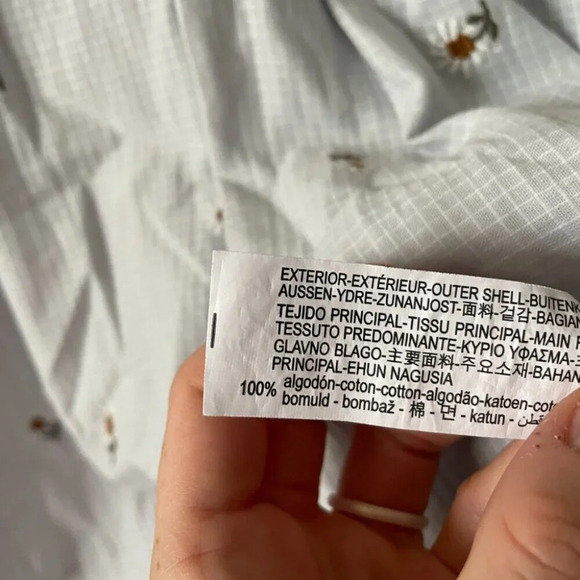 EXTERIOR-EXTÉRIEUR-OUTER SHELL-BUITENK
AUSSEN-YDRE-ZUNANJOST-面料-겉감-BAGIAN
TEJIDO PRINCIPAL-TISSU PRINCIPAL-MAIN F
TESSUTO PREDOMINANTE-ΚΥΡΙΟ ΥΦΑΣΜΑ-
GLAVNO BLAGO-主要面料-주요소재-BAHAN
PRINCIPAL-EHUN NAGUSIA
100% algodón-coton-cotton-algodão-katoen-cot
bomuld - bombaž - 棉 - 면 - katun - قطن